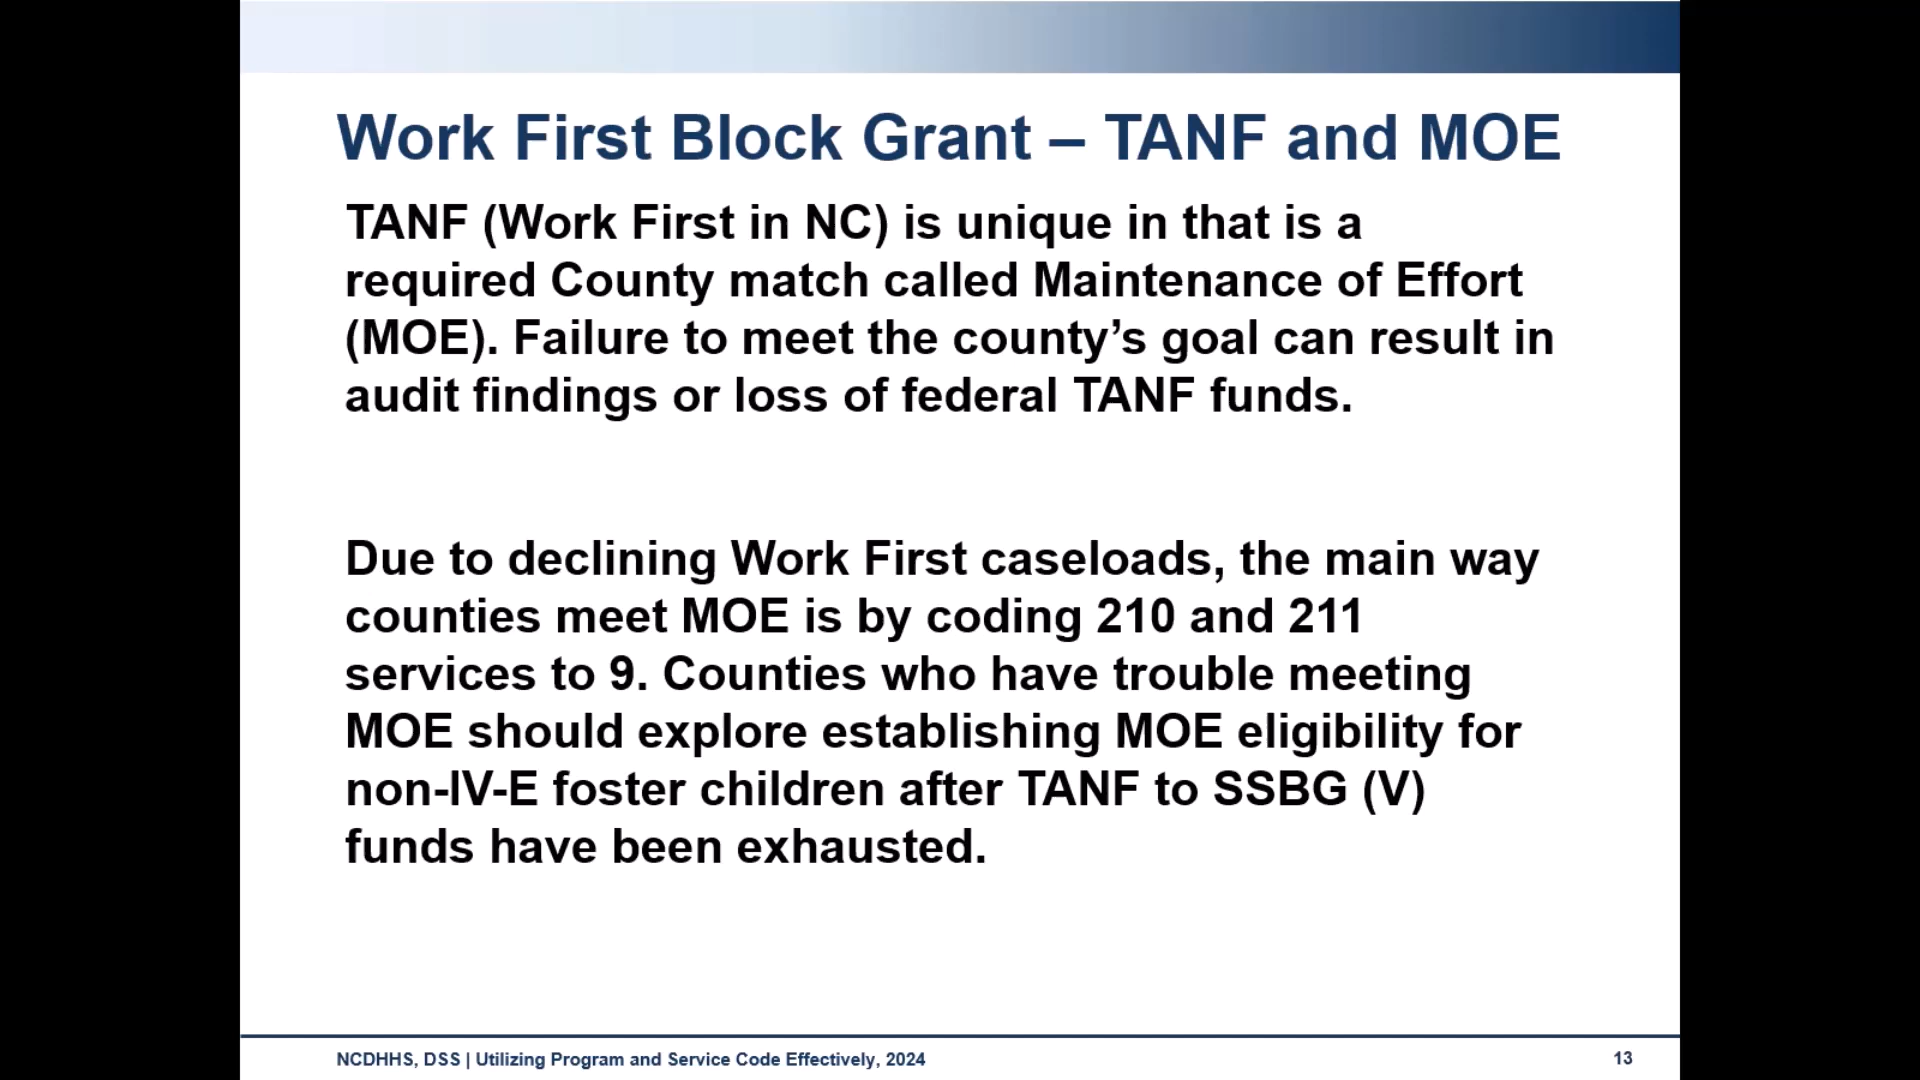 Work First Block Grant – TANF and MOE
TANF (Work First in NC) is unique in that is a
required County match called Maintenance of Effort
(MOE). Failure to meet the county’s goal can result in
audit findings or loss of federal TANF funds.
Due to declining Work First caseloads, the main way
counties meet MOE is by coding 210 and 211
services to 9. Counties who have trouble meeting
MOE should explore establishing MOE eligibility for
non-IV-E foster children after TANF to SSBG (V)
funds have been exhausted.
NCDHHS, DSS | Utilizing Program and Service Code Effectively, 2024
13